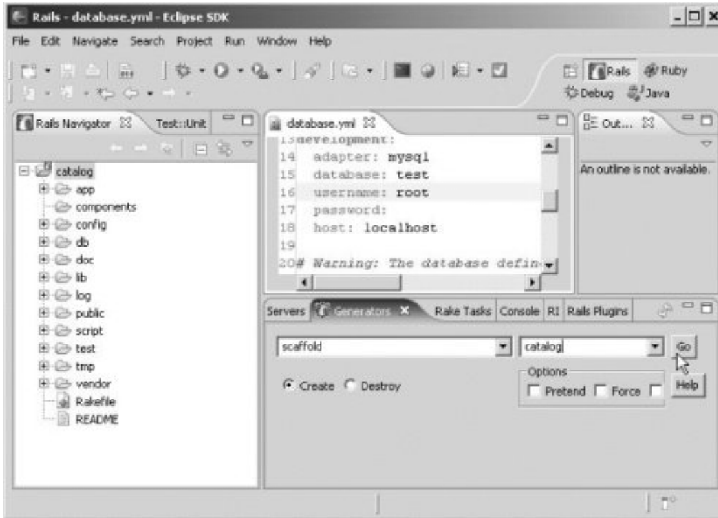 Rails - database.yml - Eclipse SDK
File Edit Navigate Search Project Run Window Help
Rails Ruby
Debug Java
Rails Navigator Test::Unit
database.yml
Out...
catalog
app
components
config
db
doc
lib
log
public
script
test
tmp
vendor
Rakefile
README
13 development:
14 adapter: mysql
15 database: test
16 username: root
17 password:
18 host: localhost
19
20 # Warning: The database defin
An outline is not available.
Servers Generators Rake Tasks Console RI Rails Plugins
scaffold catalog Go
Create Destroy
Options
Pretend Force
Help